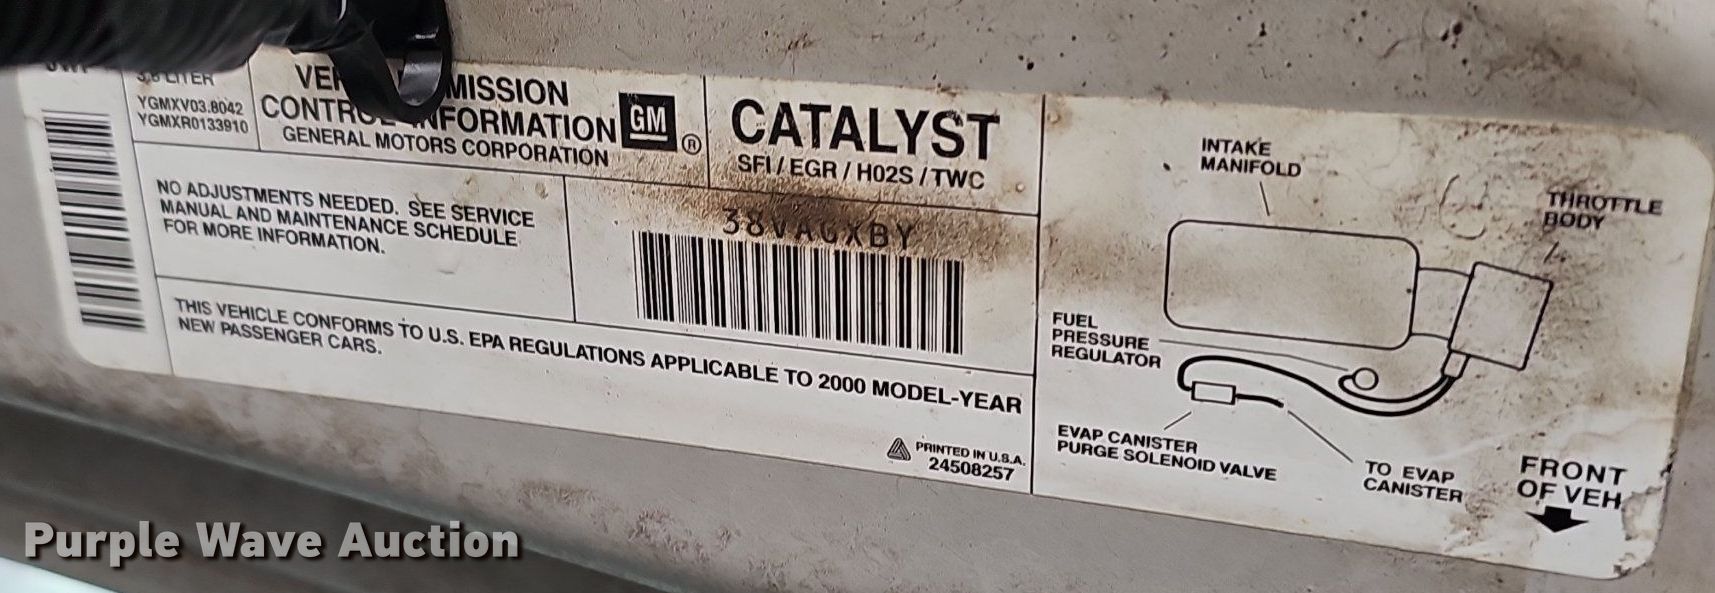 3.8 LITER
YGMXV03.8042
YGMXR0133910
MISSION
INFORMATION
GENERAL MOTORS CORPORATION
GM ®
CATALYST
SFI / EGR / H02S / TWC
NO ADJUSTMENTS NEEDED. SEE SERVICE
MANUAL AND MAINTENANCE SCHEDULE
FOR MORE INFORMATION.
38VAGXBY
THIS VEHICLE CONFORMS TO U.S. EPA REGULATIONS APPLICABLE TO 2000 MODEL-YEAR
NEW PASSENGER CARS.
PRINTED IN U.S.A.
24508257
INTAKE
MANIFOLD
THROTTLE
BODY
FUEL
PRESSURE
REGULATOR
EVAP CANISTER
PURGE SOLENOID VALVE
TO EVAP
CANISTER
FRONT
OF VEH
Purple Wave Auction